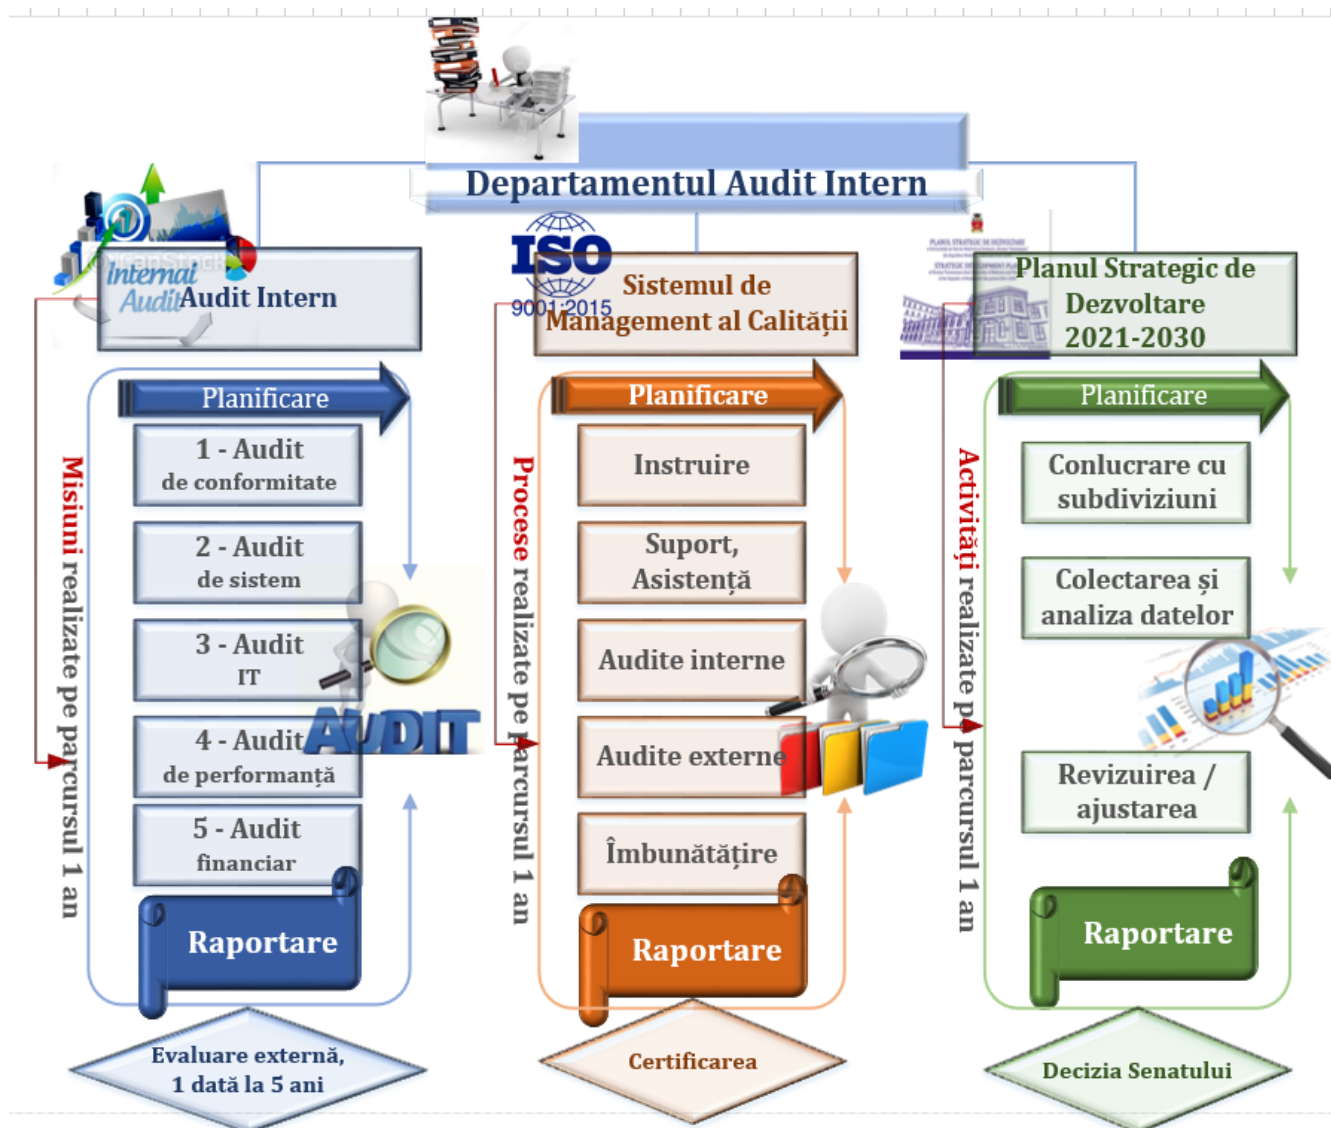 Departamentul Audit Intern
Internal
Audit
Audit Intern
Misiuni realizate pe parcursul 1 an
Planificare
1 - Audit
de conformitate
2 - Audit
de sistem
3 - Audit
IT
4 - Audit
de performanță
5 - Audit
financiar
AUDIT
Raportare
Evaluare externă,
1 dată la 5 ani
ISO
9001:2015
Sistemul de
Management al Calității
Procese realizate pe parcursul 1 an
Planificare
Instruire
Suport,
Asistență
Audite interne
Audite externe
Îmbunătățire
Raportare
Certificarea
PLANUL STRATEGIC DE DEZVOLTARE
Planul Strategic de
Dezvoltare
2021-2030
Activități realizate pe parcursul 1 an
Planificare
Conlucrare cu
subdiviziuni
Colectarea și
analiza datelor
Revizuirea /
ajustarea
Raportare
Decizia Senatului